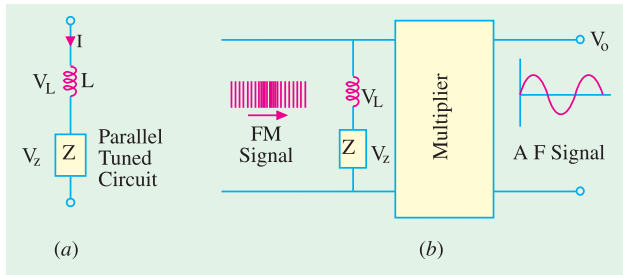 I
V_L L
V_z Z Parallel
Tuned
Circuit
(a)
FM
Signal
V_L
Z V_z
Multiplier
V_o
A F Signal
(b)